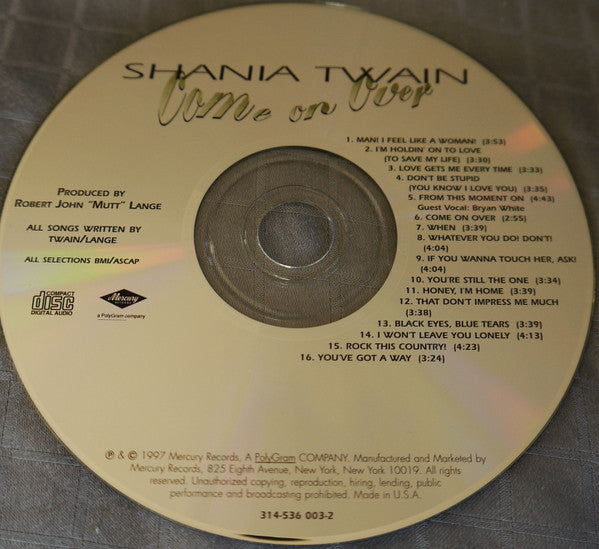 SHANIA TWAIN
Come on Over
1. MAN! I FEEL LIKE A WOMAN! (3:53)
2. I'M HOLDIN' ON TO LOVE
(TO SAVE MY LIFE) (3:30)
3. LOVE GETS ME EVERY TIME (3:33)
4. DON'T BE STUPID
(YOU KNOW I LOVE YOU) (3:35)
5. FROM THIS MOMENT ON (4:43)
Guest Vocal: Bryan White
6. COME ON OVER (2:55)
7. WHEN (3:39)
8. WHATEVER YOU DO! DON'T!
(4:04)
9. IF YOU WANNA TOUCH HER, ASK!
(4:04)
10. YOU'RE STILL THE ONE (3:34)
11. HONEY, I'M HOME (3:39)
12. THAT DON'T IMPRESS ME MUCH
(3:38)
13. BLACK EYES, BLUE TEARS (3:39)
14. I WON'T LEAVE YOU LONELY (4:13)
15. ROCK THIS COUNTRY! (4:23)
16. YOU'VE GOT A WAY (3:24)
PRODUCED BY
ROBERT JOHN "MUTT" LANGE
ALL SONGS WRITTEN BY
TWAIN/LANGE
ALL SELECTIONS BMI/ASCAP
COMPACT
disc
DIGITAL AUDIO
Mercury
RECORDS
a PolyGram company
℗ & © 1997 Mercury Records, A PolyGram COMPANY. Manufactured and Marketed by
Mercury Records, 825 Eighth Avenue, New York, New York 10019. All rights
reserved. Unauthorized copying, reproduction, hiring, lending, public
performance and broadcasting prohibited. Made in U.S.A.
314-536 003-2